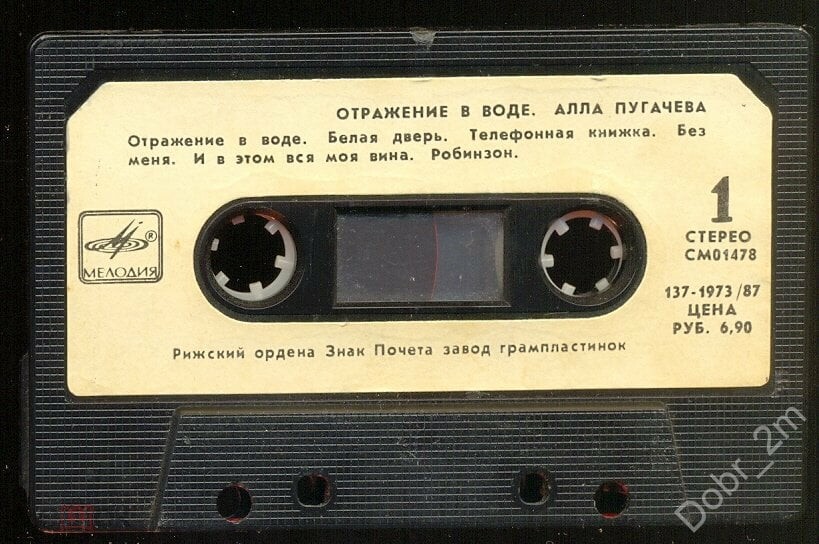 ОТРАЖЕНИЕ В ВОДЕ. АЛЛА ПУГАЧЕВА
Отражение в воде. Белая дверь. Телефонная книжка. Без
меня. И в этом вся моя вина. Робинзон.
®
МЕЛОДИЯ
1
СТЕРЕО
СМ01478
137-1973/87
ЦЕНА
РУБ. 6,90
Рижский ордена Знак Почета завод грампластинок
Dobr_2m